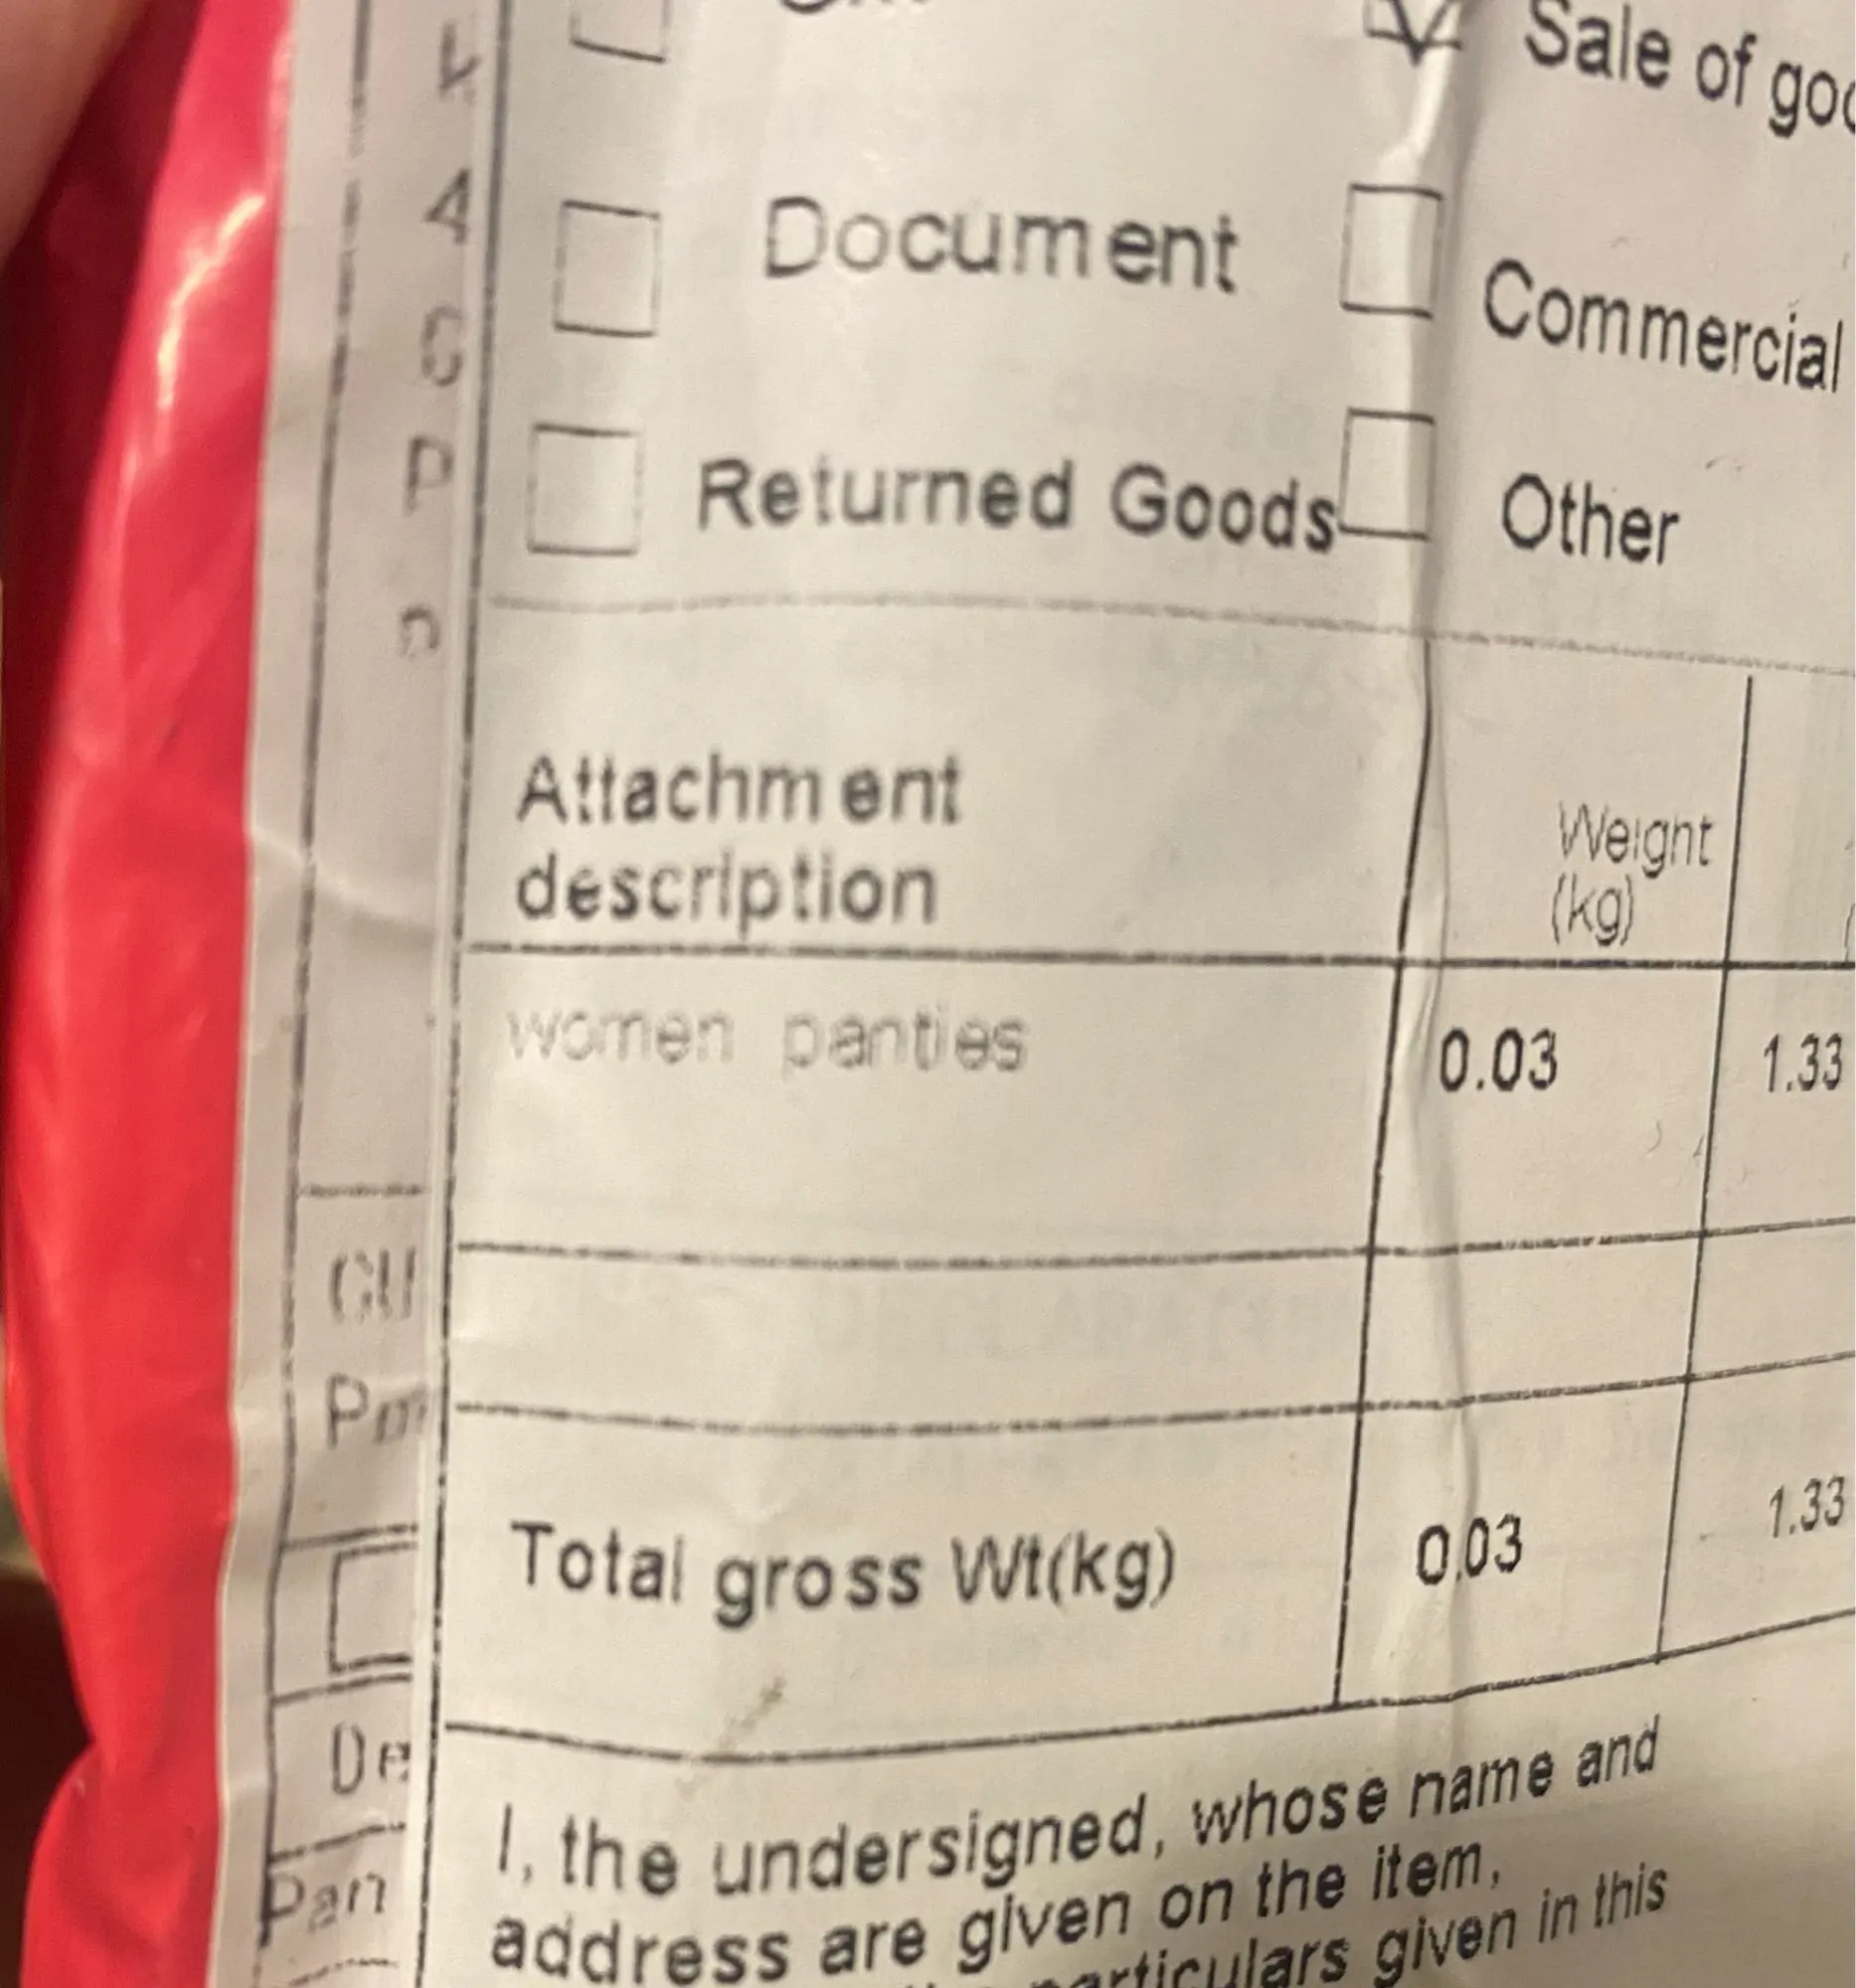 Sale of
Document
Commercial
Returned Goods
Other
Attachment
description
Weight
(kg)
women panties 0.03 1.33
Total gross Wt(kg) 0.03 1.33
De
Pan
I, the undersigned, whose name and
address are given on the item,
given in this